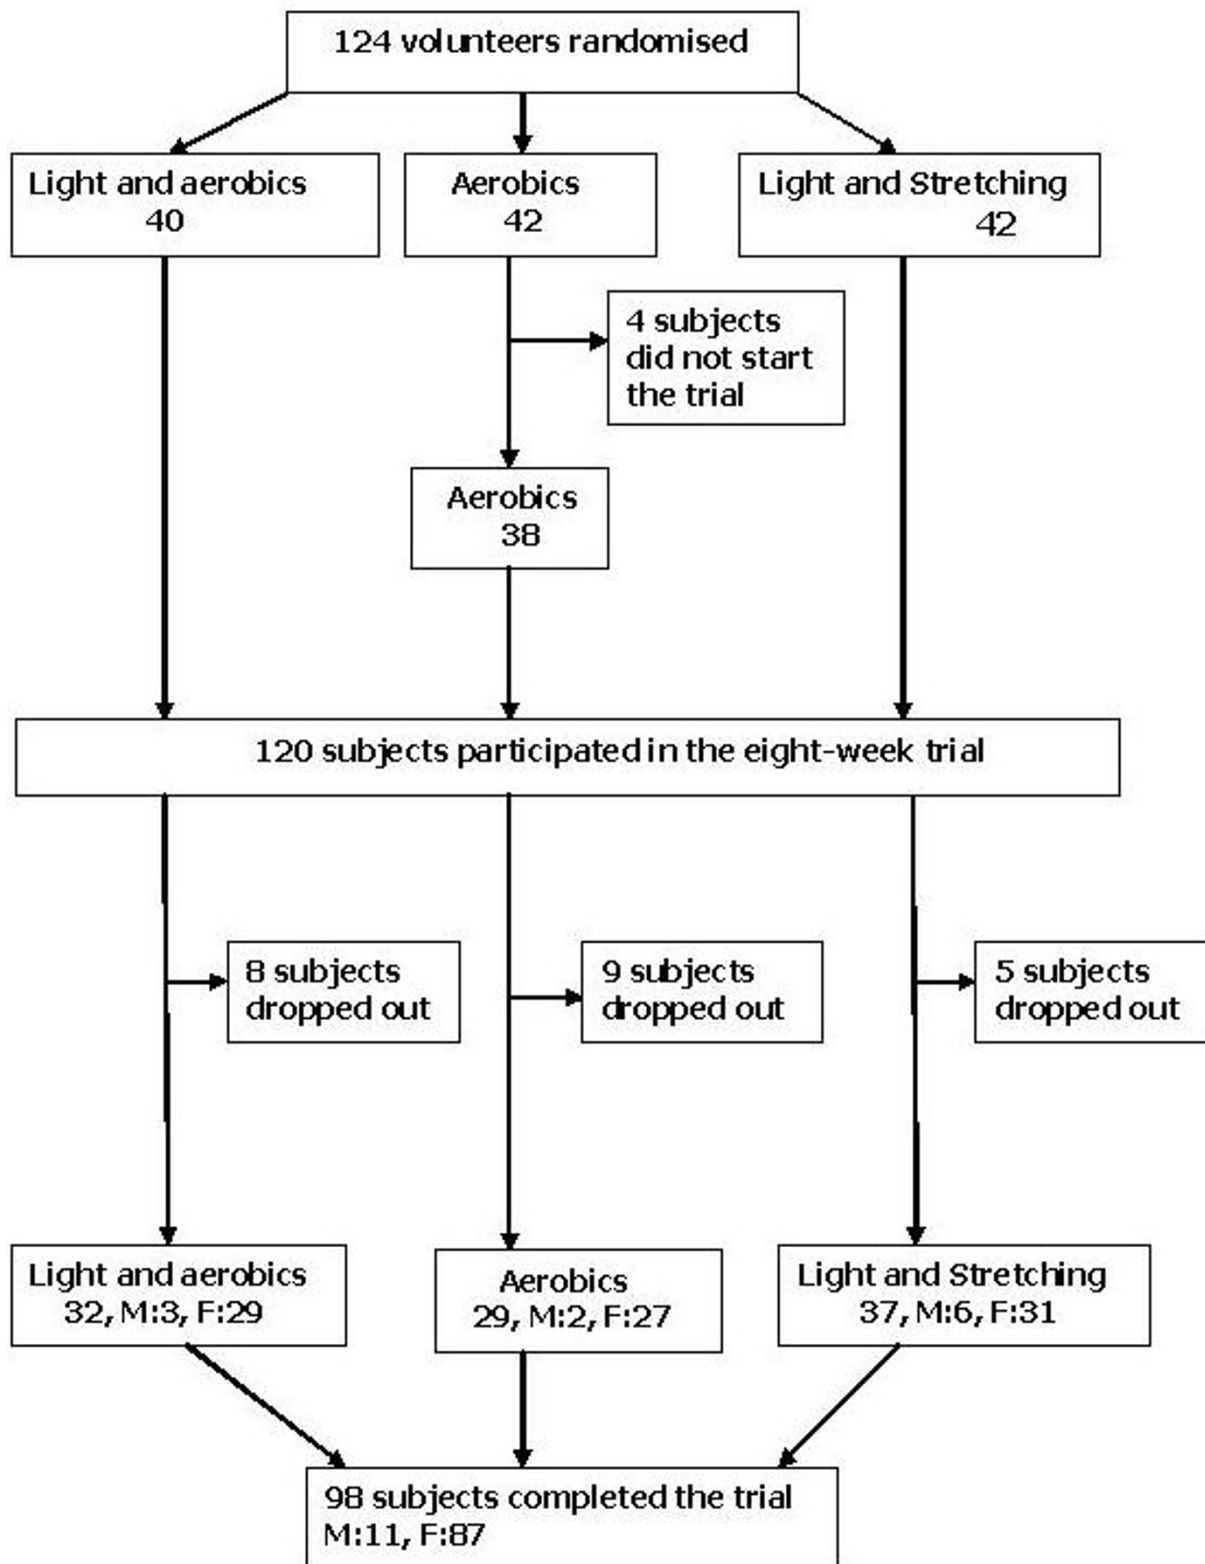 124 volunteers randomised
Light and aerobics
40
Aerobics
42
Light and Stretching
42
4 subjects
did not start
the trial
Aerobics
38
120 subjects participated in the eight-week trial
8 subjects
dropped out
9 subjects
dropped out
5 subjects
dropped out
Light and aerobics
32, M:3, F:29
Aerobics
29, M:2, F:27
Light and Stretching
37, M:6, F:31
98 subjects completed the trial
M:11, F:87